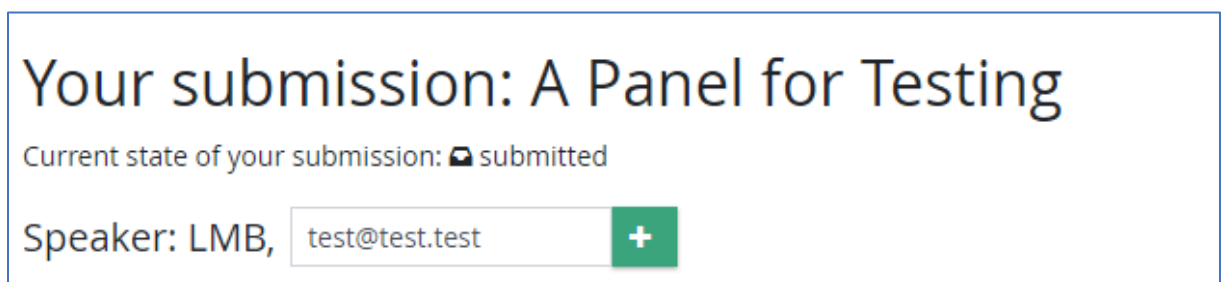 Your submission: A Panel for Testing
Current state of your submission: submitted
Speaker: LMB, test@test.test +